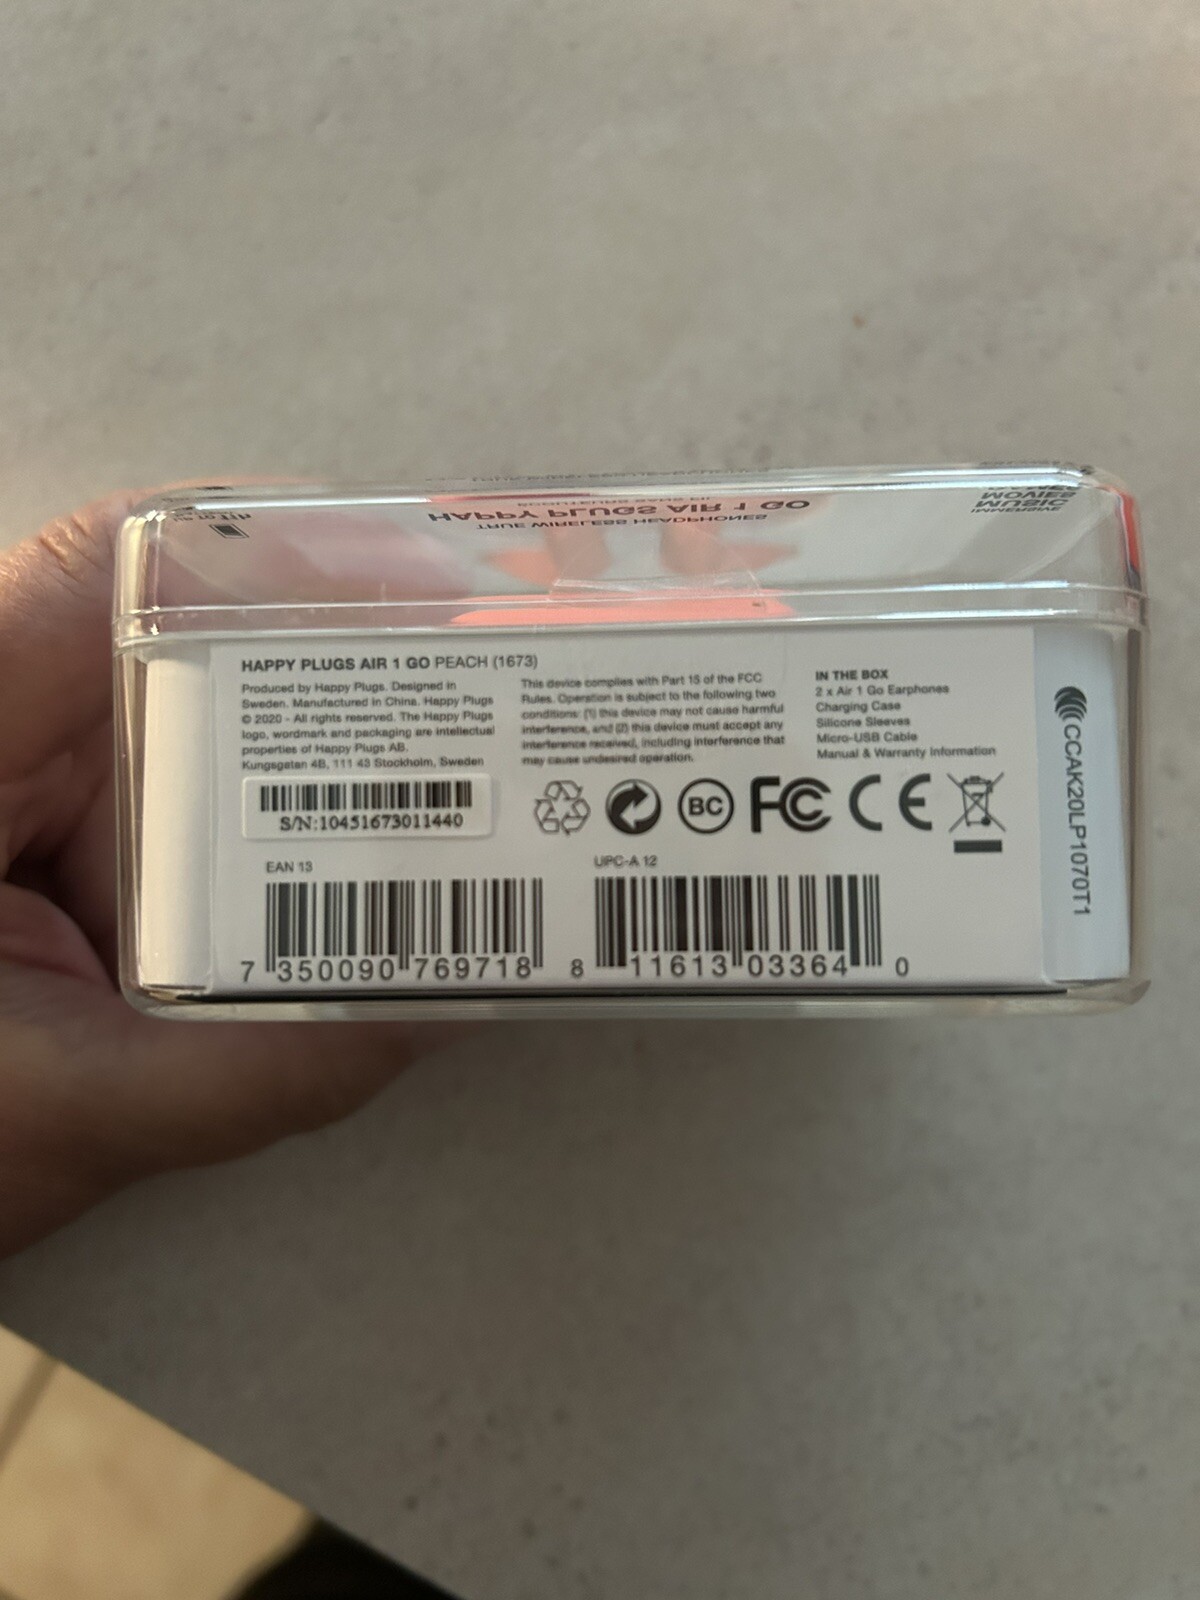 TRUE WIRELESS HEADPHONES
HAPPY PLUGS AIR 1 GO
IMMERSIVE
MUSIC
MOVIES
HAPPY PLUGS AIR 1 GO PEACH (1673)
Produced by Happy Plugs. Designed in
Sweden. Manufactured in China. Happy Plugs
© 2020 - All rights reserved. The Happy Plugs
logo, wordmark and packaging are intellectual
properties of Happy Plugs AB.
Kungsgatan 4B, 111 43 Stockholm, Sweden
This device complies with Part 15 of the FCC
Rules. Operation is subject to the following two
conditions: (1) this device may not cause harmful
interference, and (2) this device must accept any
interference received, including interference that
may cause undesired operation.
IN THE BOX
2 x Air 1 Go Earphones
Charging Case
Silicone Sleeves
Micro-USB Cable
Manual & Warranty Information
S/N:10451673011440
BC FC CE
EAN 13
7 350090 769718
UPC-A 12
8 11613 03364 0
CCAK20LP1070T1